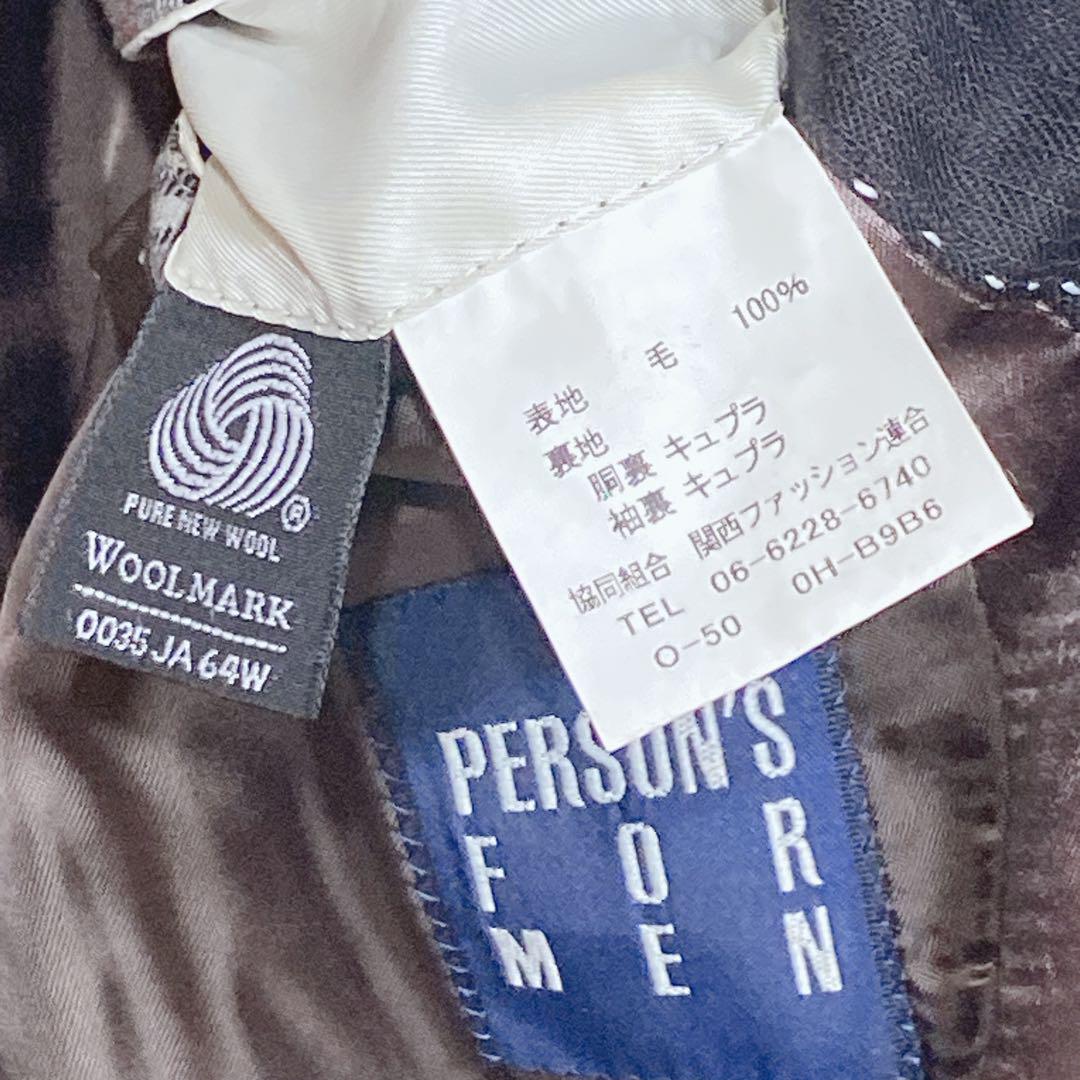 PURE NEW WOOL
WOOLMARK
0035 JA 64W
表地 毛 100%
裏地
胴裏 キュプラ
袖裏 キュプラ
協同組合 関西ファッション連合
TEL 06-6228-6740
O-50 0H-B9B6
PERSON'S
FOR
MEN